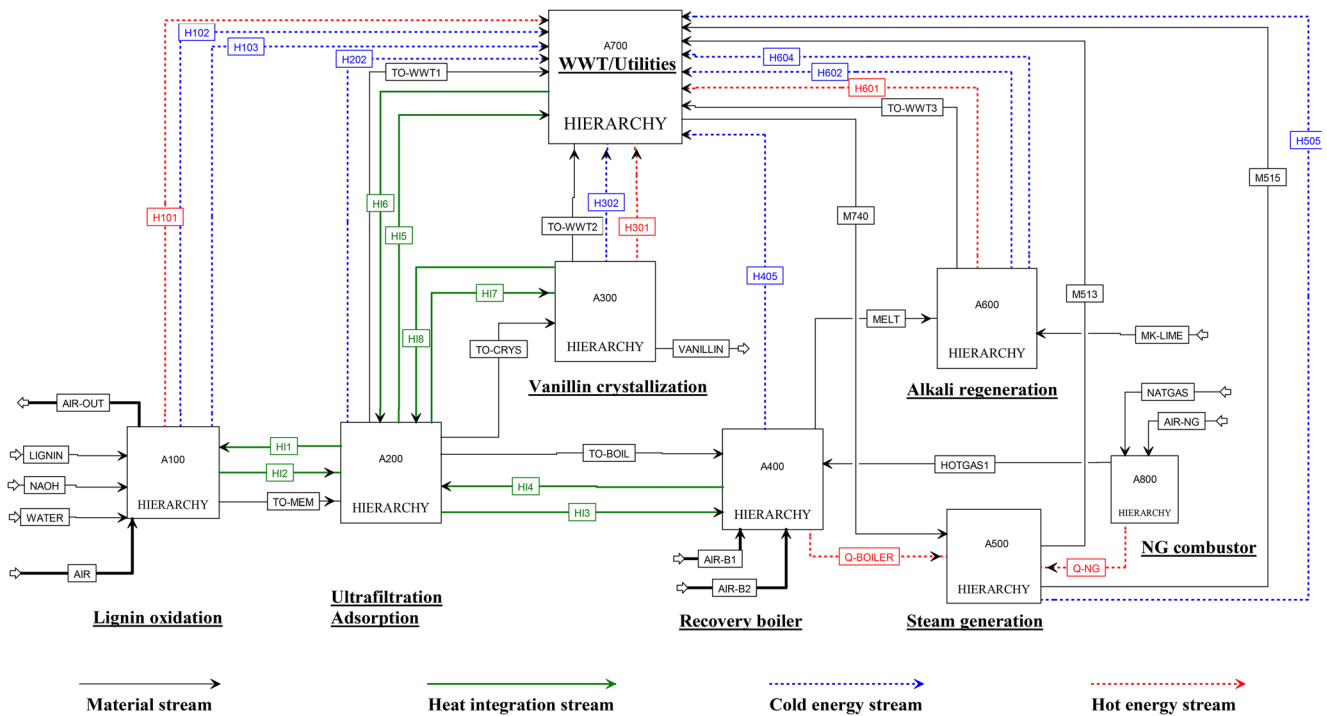 H102
H103
H202
TO-WWT1
A700
WWT/Utilities
HIERARCHY
H604
H602
H601
TO-WWT3
H505
M515
H101
HI6
HI5
H302
TO-WWT2
H301
M740
H405
M513
HI7
HI8
TO-CRYS
A300
HIERARCHY
VANILLIN
Vanillin crystallization
MELT
A600
HIERARCHY
MK-LIME
Alkali regeneration
NATGAS
AIR-NG
AIR-OUT
LIGNIN
NAOH
WATER
AIR
A100
HIERARCHY
HI1
HI2
TO-MEM
A200
HIERARCHY
TO-BOIL
HI4
HI3
A400
HIERARCHY
HOTGAS1
A800
HIERARCHY
NG combustor
AIR-B1
AIR-B2
Q-BOILER
A500
HIERARCHY
Q-NG
Lignin oxidation
Ultrafiltration
Adsorption
Recovery boiler
Steam generation
Material stream
Heat integration stream
Cold energy stream
Hot energy stream